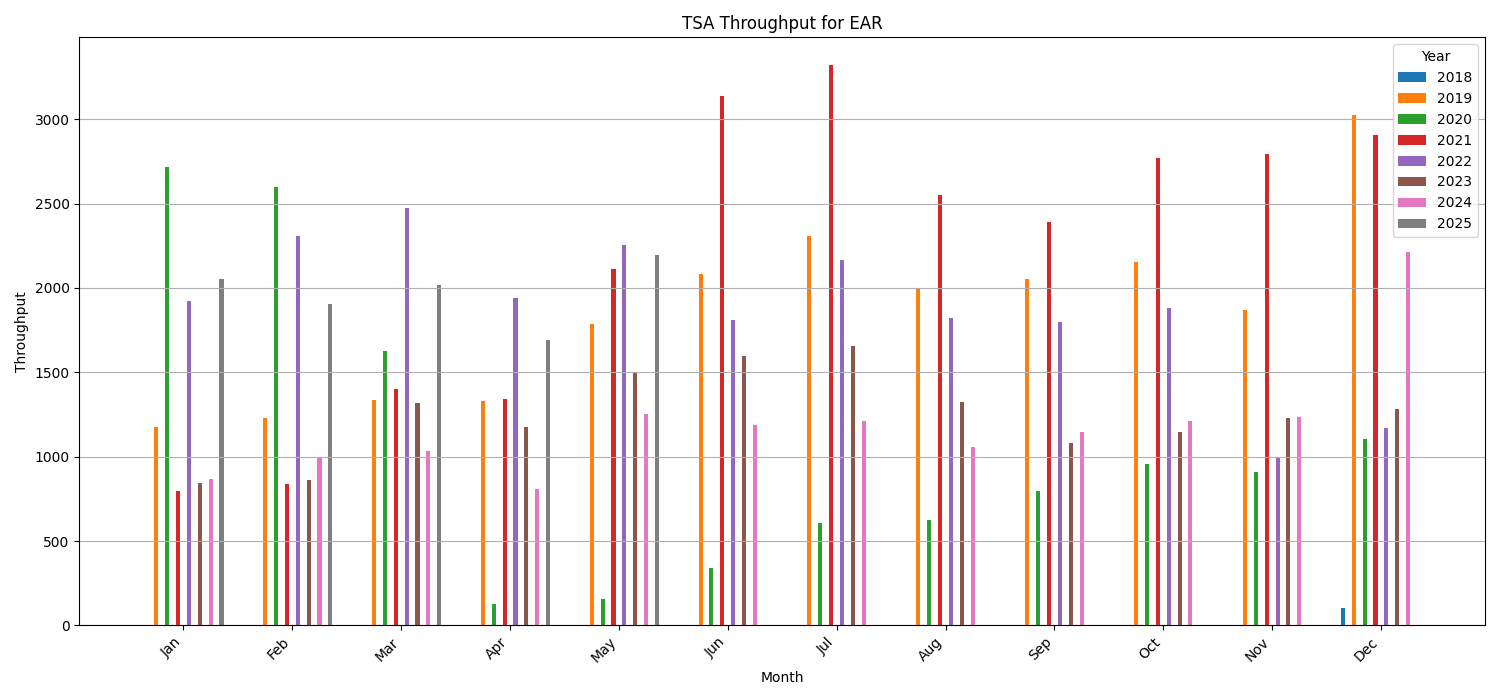 TSA Throughput for EAR
Throughput
3000
2500
2000
1500
1000
500
0
Jan
Feb
Mar
Apr
May
Jun
Jul
Aug
Sep
Oct
Nov
Dec
Month
Year
2018
2019
2020
2021
2022
2023
2024
2025